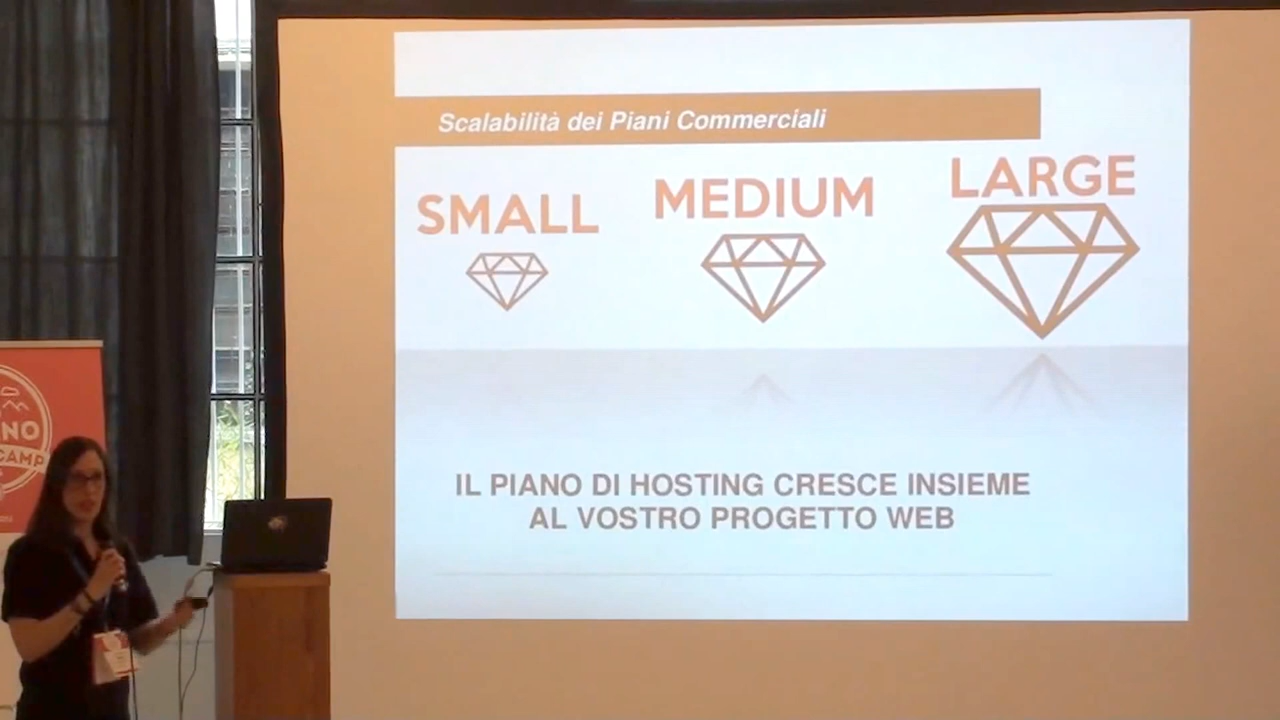 Scalabilità dei Piani Commerciali
SMALL
MEDIUM
LARGE
IL PIANO DI HOSTING CRESCE INSIEME
AL VOSTRO PROGETTO WEB
NO
CAMP